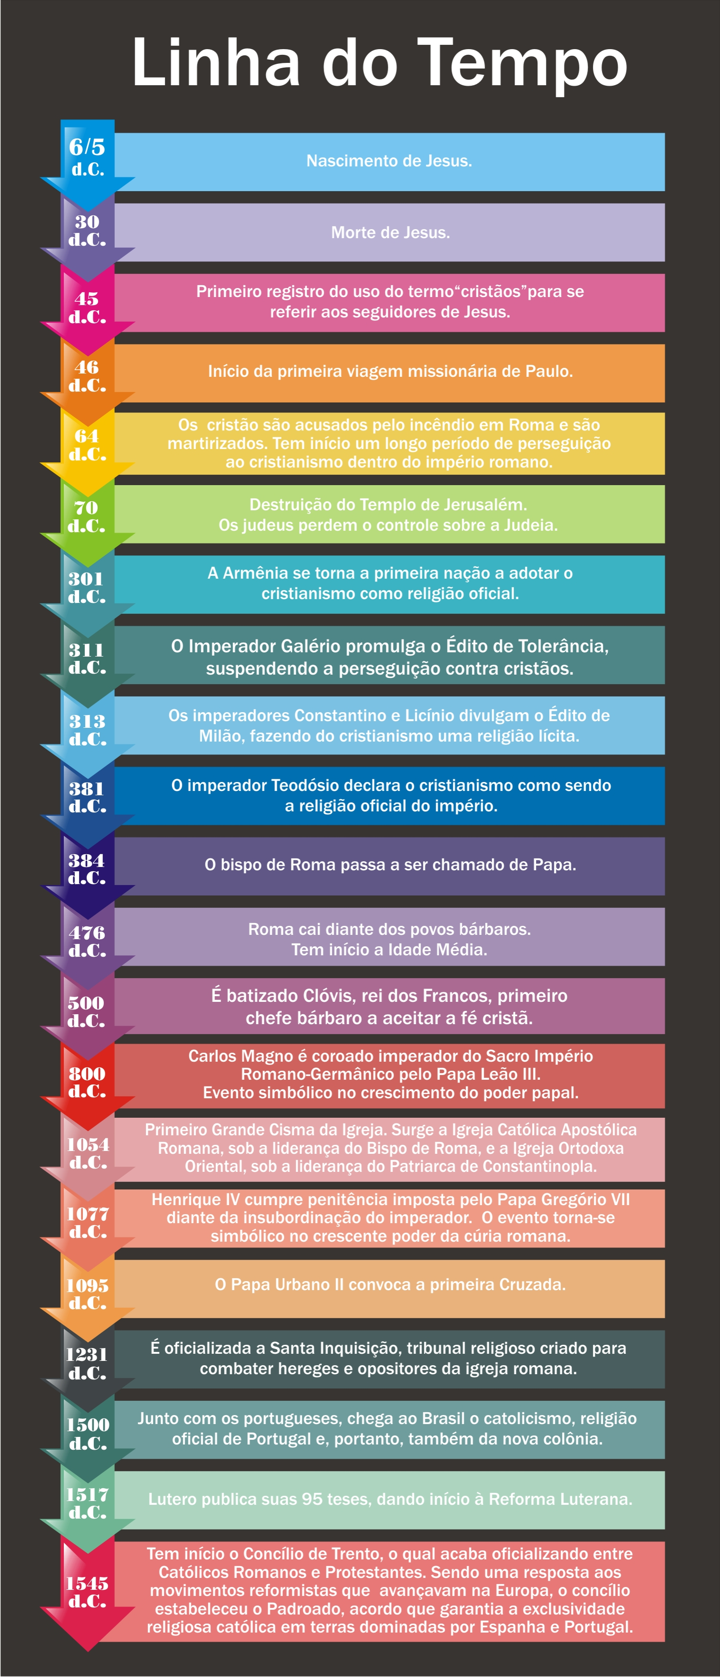 Linha do Tempo
6/5
d.C.
Nascimento de Jesus.
30
d.C.
Morte de Jesus.
45
d.C.
Primeiro registro do uso do termo“cristãos”para se
referir aos seguidores de Jesus.
46
d.C.
Início da primeira viagem missionária de Paulo.
64
d.C.
Os cristão são acusados pelo incêndio em Roma e são
martirizados. Tem início um longo período de perseguição
ao cristianismo dentro do império romano.
70
d.C.
Destruição do Templo de Jerusalém.
Os judeus perdem o controle sobre a Judeia.
301
d.C.
A Armênia se torna a primeira nação a adotar o
cristianismo como religião oficial.
311
d.C.
O Imperador Galério promulga o Édito de Tolerância,
suspendendo a perseguição contra cristãos.
313
d.C.
Os imperadores Constantino e Licínio divulgam o Édito de
Milão, fazendo do cristianismo uma religião lícita.
381
d.C.
O imperador Teodósio declara o cristianismo como sendo
a religião oficial do império.
384
d.C.
O bispo de Roma passa a ser chamado de Papa.
476
d.C.
Roma cai diante dos povos bárbaros.
Tem início a Idade Média.
500
d.C.
É batizado Clóvis, rei dos Francos, primeiro
chefe bárbaro a aceitar a fé cristã.
800
d.C.
Carlos Magno é coroado imperador do Sacro Império
Romano-Germânico pelo Papa Leão III.
Evento simbólico no crescimento do poder papal.
1054
d.C.
Primeiro Grande Cisma da Igreja. Surge a Igreja Católica Apostólica
Romana, sob a liderança do Bispo de Roma, e a Igreja Ortodoxa
Oriental, sob a liderança do Patriarca de Constantinopla.
1077
d.C.
Henrique IV cumpre penitência imposta pelo Papa Gregório VII
diante da insubordinação do imperador. O evento torna-se
simbólico no crescente poder da cúria romana.
1095
d.C.
O Papa Urbano II convoca a primeira Cruzada.
1231
d.C.
É oficializada a Santa Inquisição, tribunal religioso criado para
combater hereges e opositores da igreja romana.
1500
d.C.
Junto com os portugueses, chega ao Brasil o catolicismo, religião
oficial de Portugal e, portanto, também da nova colônia.
1517
d.C.
Lutero publica suas 95 teses, dando início à Reforma Luterana.
1545
d.C.
Tem início o Concílio de Trento, o qual acaba oficializando entre
Católicos Romanos e Protestantes. Sendo uma resposta aos
movimentos reformistas que avançavam na Europa, o concílio
estabeleceu o Padroado, acordo que garantia a exclusividade
religiosa católica em terras dominadas por Espanha e Portugal.